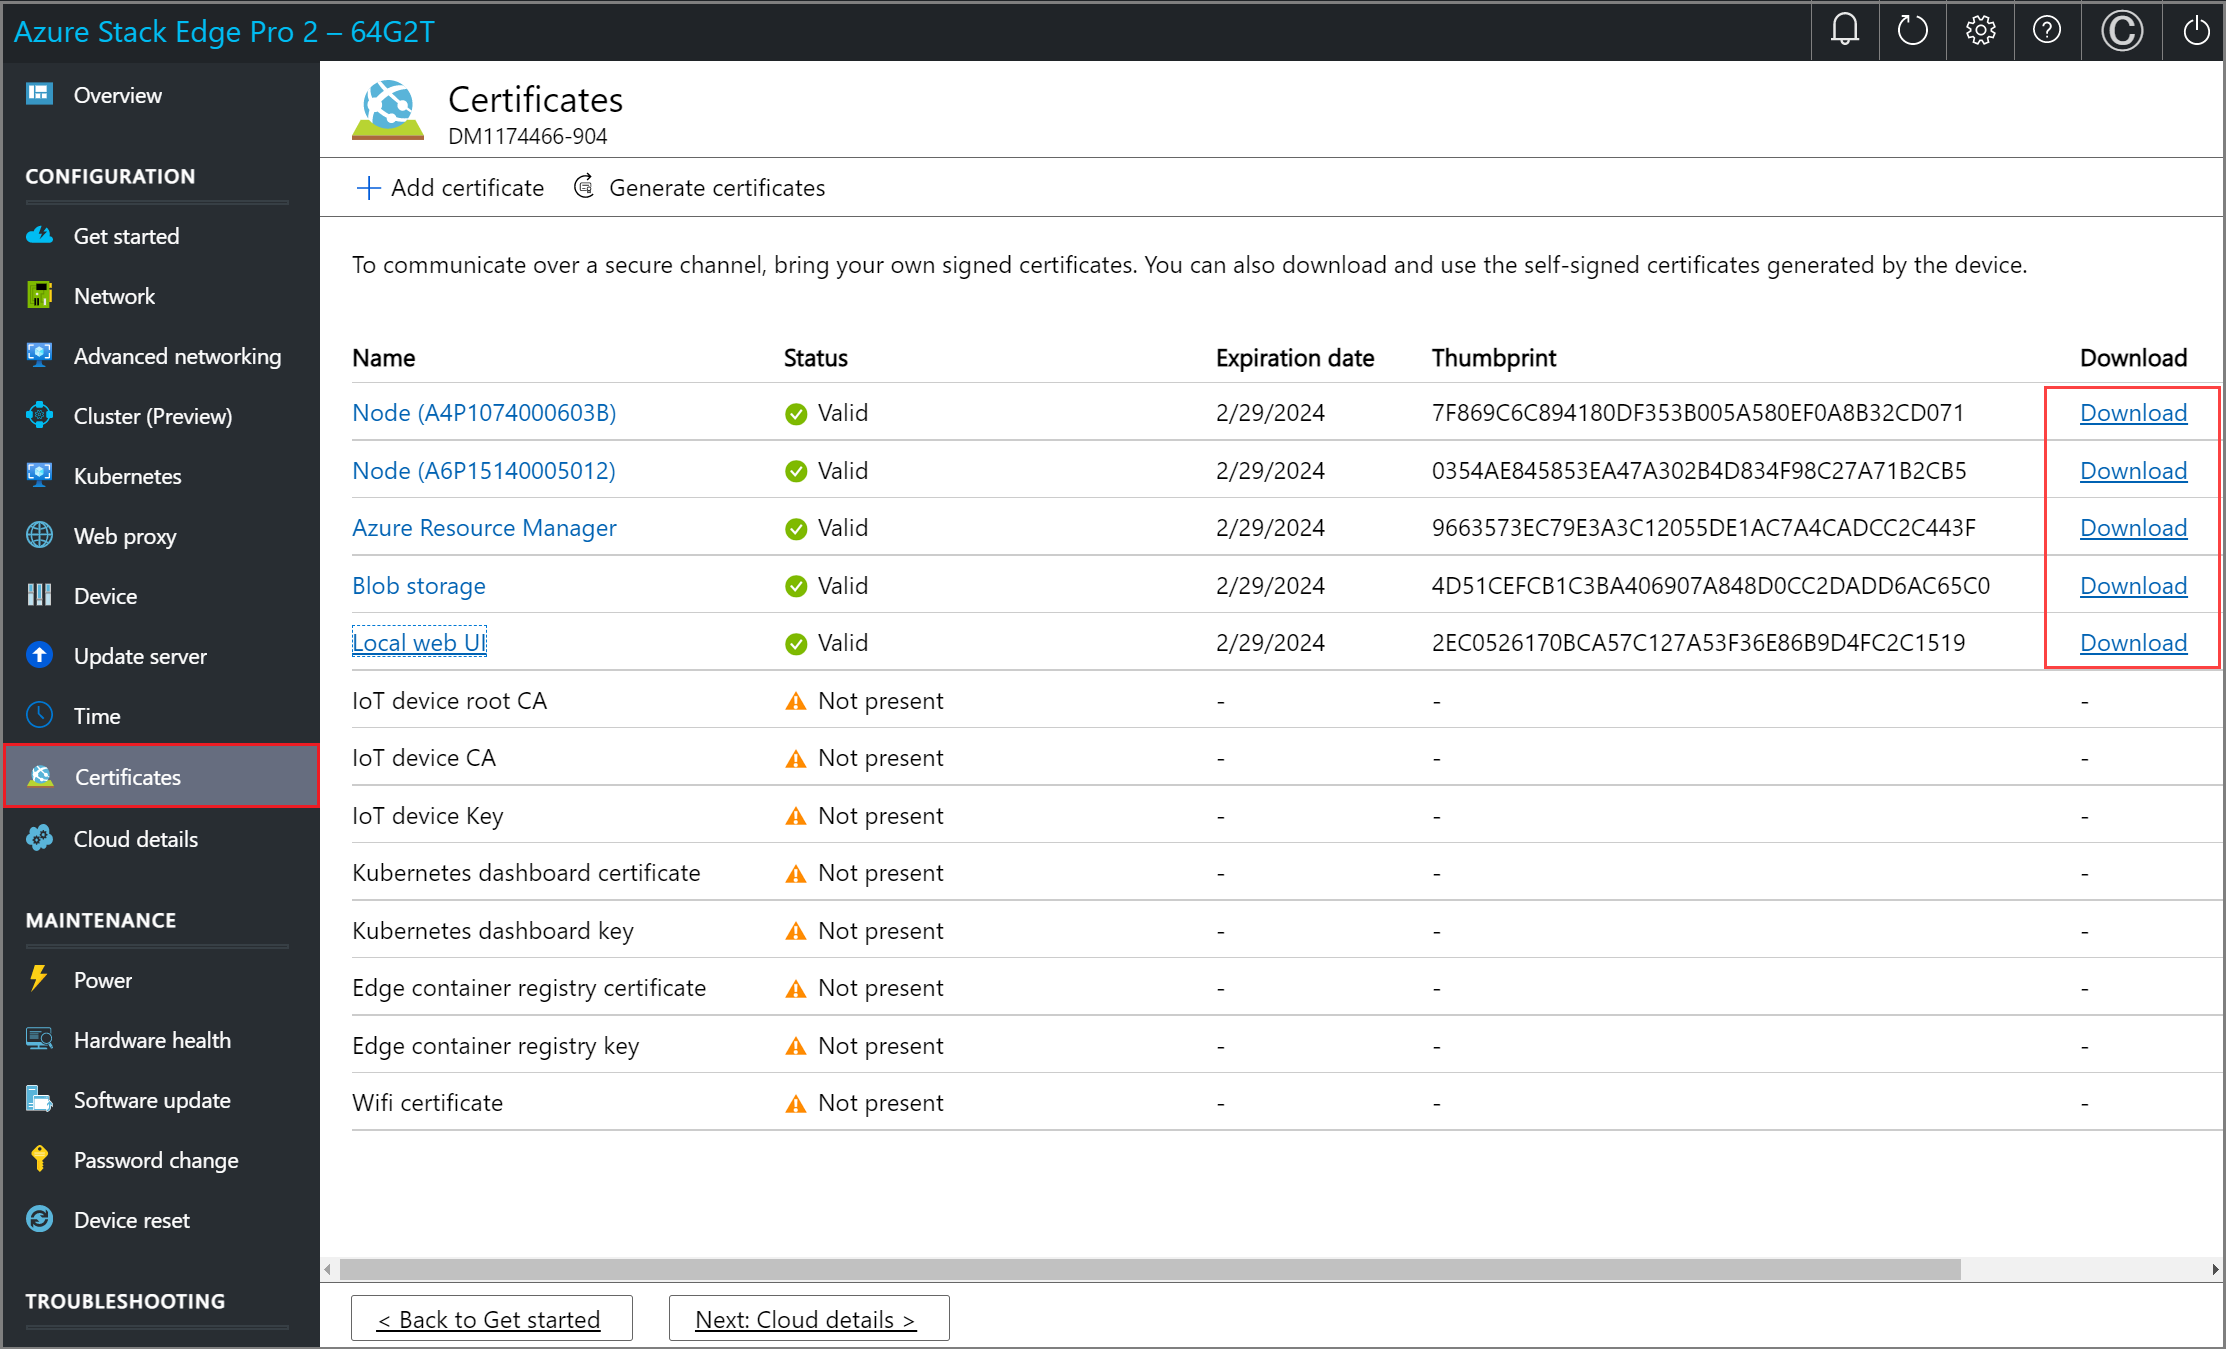 Azure Stack Edge Pro 2 – 64G2T
Overview
CONFIGURATION
Get started
Network
Advanced networking
Cluster (Preview)
Kubernetes
Web proxy
Device
Update server
Time
Certificates
Cloud details
MAINTENANCE
Power
Hardware health
Software update
Password change
Device reset
TROUBLESHOOTING
Certificates
DM1174466-904
Add certificate Generate certificates
To communicate over a secure channel, bring your own signed certificates. You can also download and use the self-signed certificates generated by the device.
Name Status Expiration date Thumbprint Download
Node (A4P1074000603B) Valid 2/29/2024 7F869C6C894180DF353B005A580EF0A8B32CD071 Download
Node (A6P15140005012) Valid 2/29/2024 0354AE845853EA47A302B4D834F98C27A71B2CB5 Download
Azure Resource Manager Valid 2/29/2024 9663573EC79E3A3C12055DE1AC7A4CADCC2C443F Download
Blob storage Valid 2/29/2024 4D51CEFCB1C3BA406907A848D0CC2DADD6AC65C0 Download
Local web UI Valid 2/29/2024 2EC0526170BCA57C127A53F36E86B9D4FC2C1519 Download
IoT device root CA Not present - - -
IoT device CA Not present - - -
IoT device Key Not present - - -
Kubernetes dashboard certificate Not present - - -
Kubernetes dashboard key Not present - - -
Edge container registry certificate Not present - - -
Edge container registry key Not present - - -
Wifi certificate Not present - - -
< Back to Get started Next: Cloud details >